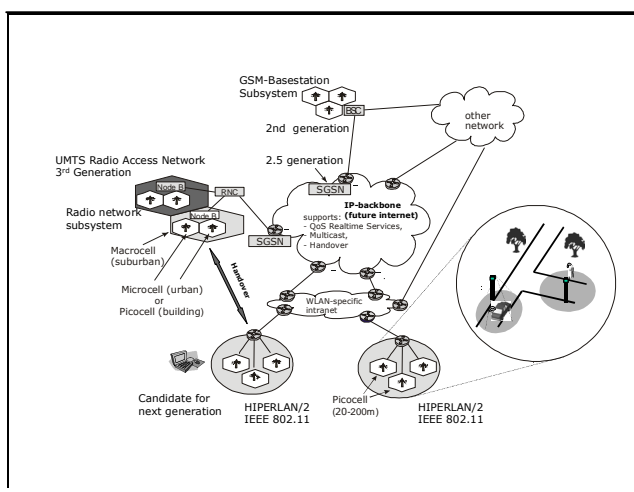 GSM-Basestation
Subsystem
BSC
2nd generation
other
network
2.5 generation
UMTS Radio Access Network
3rd Generation
Node B
RNC
SGSN
IP-backbone
(future internet)
supports:
- QoS Realtime Services,
- Multicast,
- Handover
Radio network
subsystem
Node B
SGSN
Macrocell
(suburban)
Handover
Microcell (urban)
or
Picocell (building)
WLAN-specific
intranet
Candidate for
next generation
HIPERLAN/2
IEEE 802.11
Picocell
(20-200m)
HIPERLAN/2
IEEE 802.11